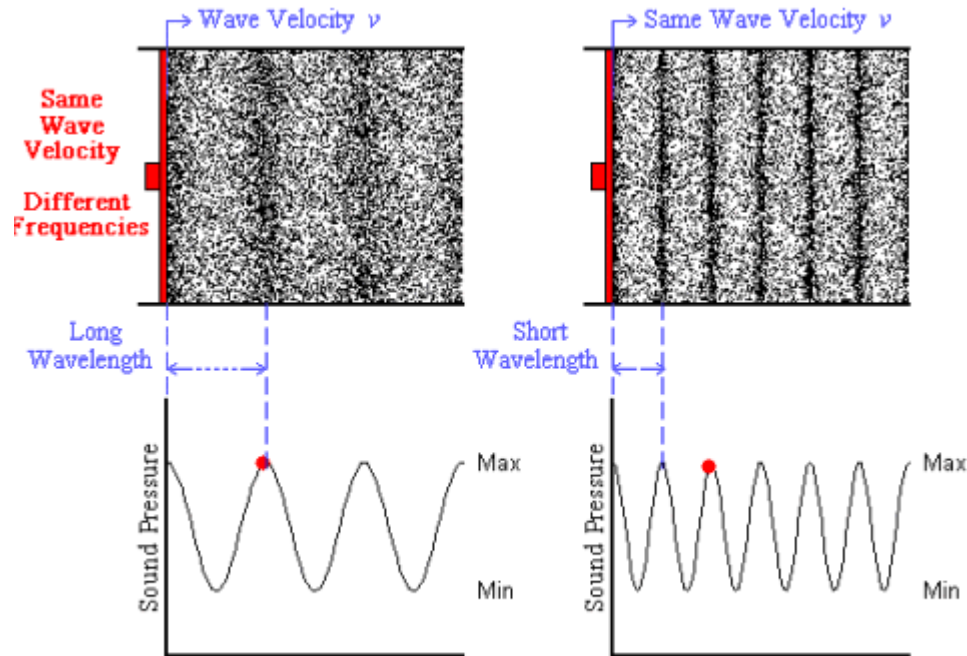 Wave Velocity v
Same Wave Velocity v
Same
Wave
Velocity
Different
Frequencies
Long
Wavelength
Short
Wavelength
Sound Pressure
Max
Min
Sound Pressure
Max
Min